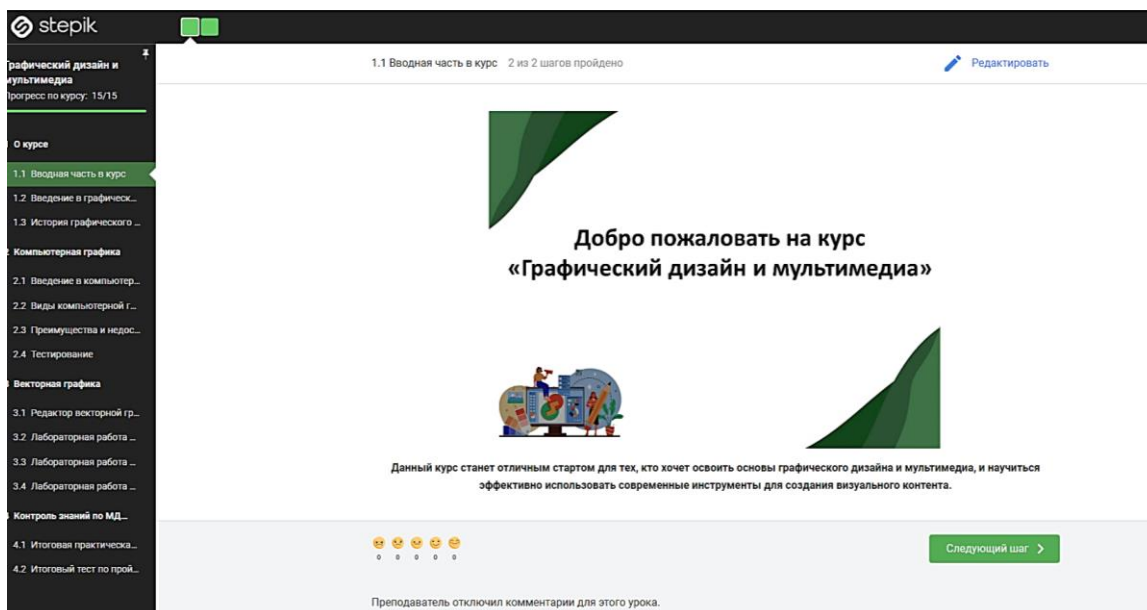 stepik
Графический дизайн и
мультимедиа
Прогресс по курсу: 15/15
О курсе
1.1 Вводная часть в курс
1.2 Введение в графическ...
1.3 История графического ...
Компьютерная графика
2.1 Введение в компьютер...
2.2 Виды компьютерной г...
2.3 Преимущества и недос...
2.4 Тестирование
Векторная графика
3.1 Редактор векторной гр...
3.2 Лабораторная работа ...
3.3 Лабораторная работа ...
3.4 Лабораторная работа ...
Контроль знаний по МД...
4.1 Итоговая практическа...
4.2 Итоговый тест по прой...
1.1 Вводная часть в курс 2 из 2 шагов пройдено
Редактировать
Добро пожаловать на курс
«Графический дизайн и мультимедиа»
Данный курс станет отличным стартом для тех, кто хочет освоить основы графического дизайна и мультимедиа, и научиться
эффективно использовать современные инструменты для создания визуального контента.
0 0 0 0 0
Следующий шаг
Преподаватель отключил комментарии для этого урока.